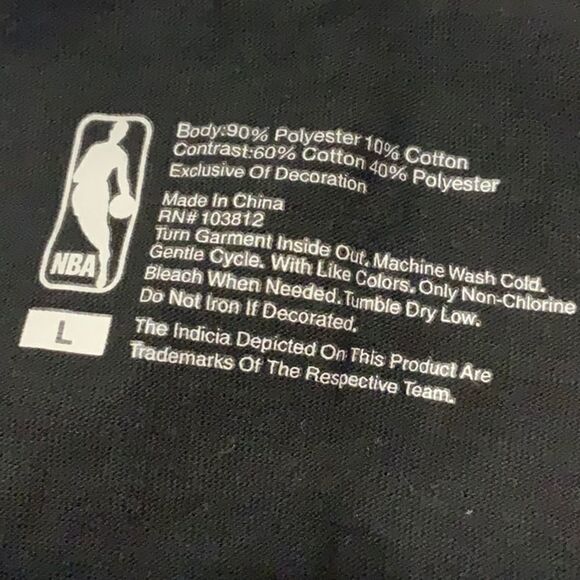 Body:90% Polyester 10% Cotton
Contrast:60% Cotton 40% Polyester
Exclusive Of Decoration
Made In China
RN# 103812
Turn Garment Inside Out, Machine Wash Cold.
Gentle Cycle. With Like Colors, Only Non-Chlorine
Bleach When Needed. Tumble Dry Low.
Do Not Iron If Decorated.
The Indicia Depicted On This Product Are
Trademarks Of The Respective Team.
NBA
L